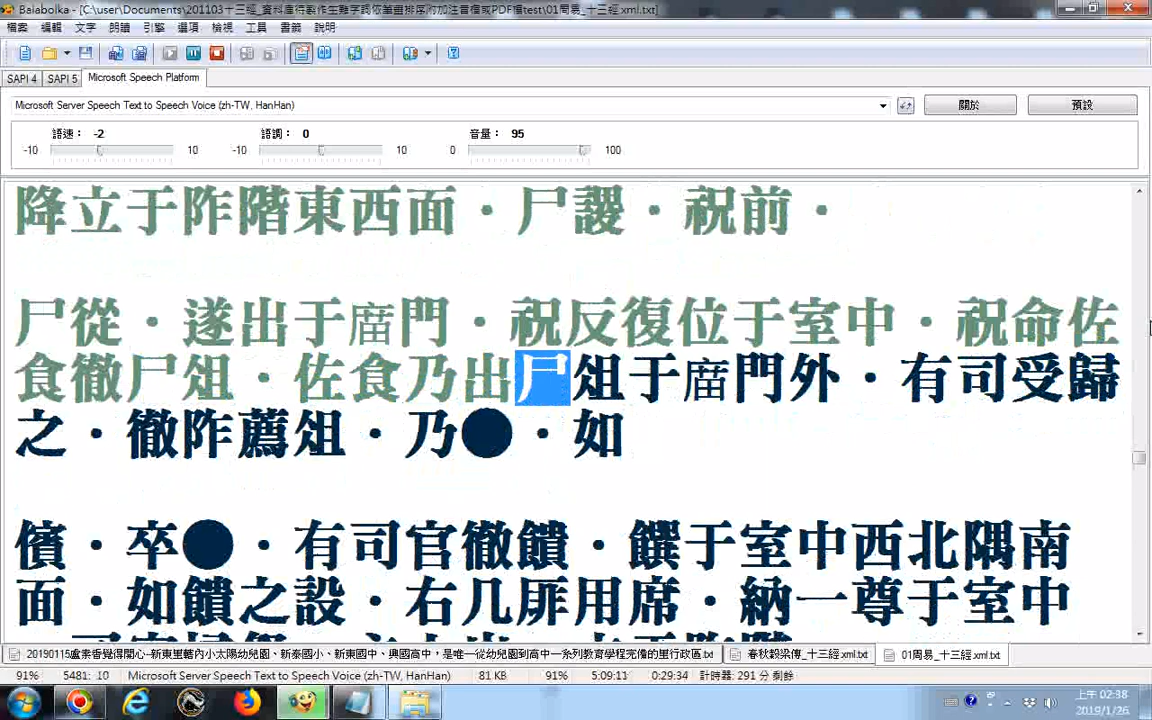 Balabolka - [C:\user\Documents\201103十三經_資料庫待製作生難字詞依筆畫排序附加注音檔或PDF檔test\01周易_十三經xml.txt]
檔案 編輯 文字 朗讀 引擎 選項 檢視 工具 書籤 說明
SAPI 4 SAPI 5 Microsoft Speech Platform
Microsoft Server Speech Text to Speech Voice (zh-TW, HanHan) 關於 預設
語速： -2 語調： 0 音量： 95
-10 10 -10 10 0 100
降立于阼階東西面．尸謖．祝前．
尸從．遂出于庿門．祝反復位于室中．祝命佐
食徹尸俎．佐食乃出尸俎于庿門外．有司受歸
之．徹阼薦俎．乃●．如
儐．卒●．有司官徹饋．饌于室中西北隅南
面．如饋之設．右几厞用席．納一尊于室中
20190115盧素香覺得開心--新東里轄內小太陽幼兒園、新泰國小、新東國中、興國高中，是唯一從幼兒園到高中一系列教育學程完備的里行政區.txt 春秋穀梁傳_十三經xml.txt 01周易_十三經xml.txt
91% 5481: 10 Microsoft Server Speech Text to Speech Voice (zh-TW, HanHan) 81 KB 91% 5:09:11 0:29:34 計時器: 291 分 剩餘
上午 02:38
2019/1/26